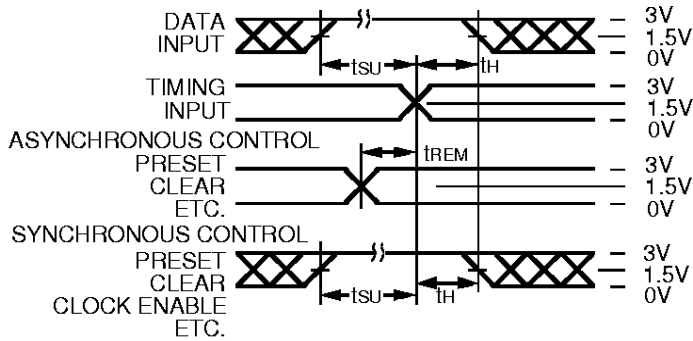 DATA INPUT
3V
1.5V
0V
tSU
tH
TIMING INPUT
3V
1.5V
0V
ASYNCHRONOUS CONTROL
tREM
PRESET
CLEAR
ETC.
3V
1.5V
0V
SYNCHRONOUS CONTROL
PRESET
CLEAR
CLOCK ENABLE
ETC.
3V
1.5V
0V
tSU
tH